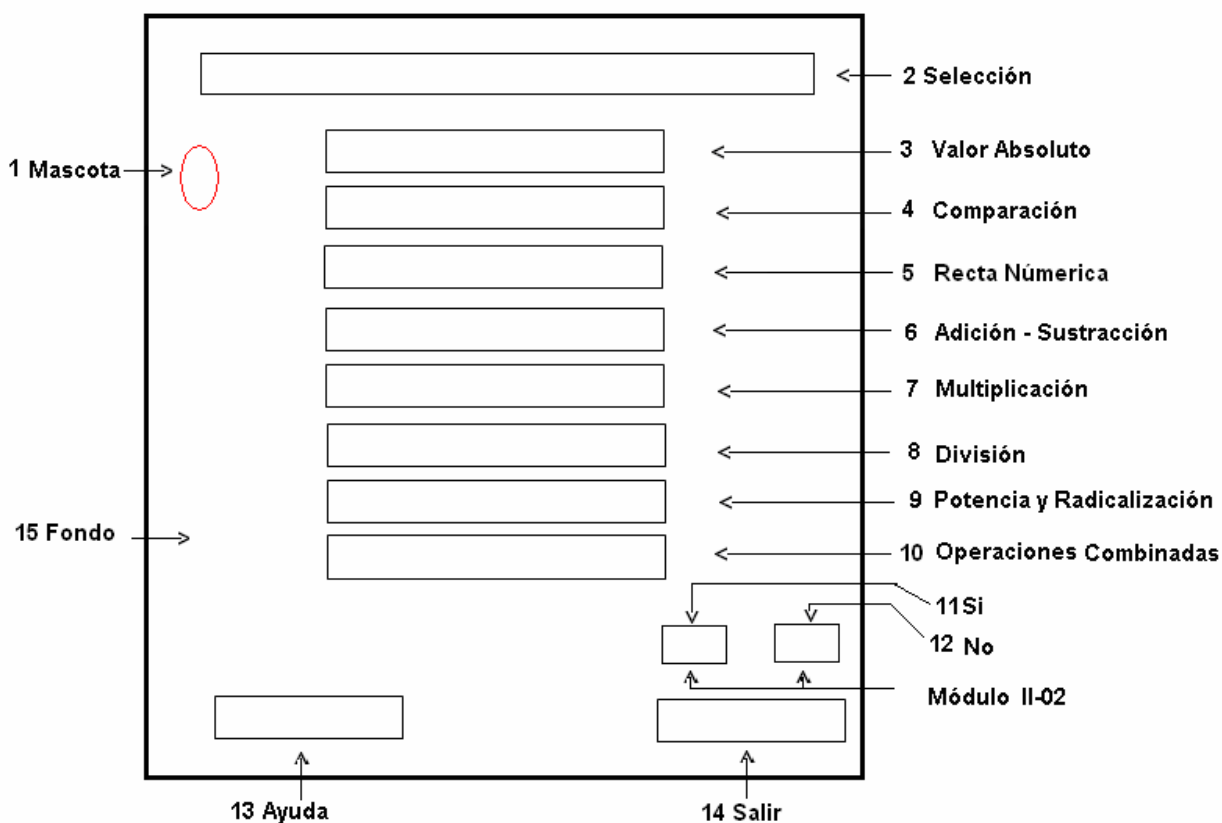 2 Selección
1 Mascota
3 Valor Absoluto
4 Comparación
5 Recta Númerica
6 Adición - Sustracción
7 Multiplicación
8 División
9 Potencia y Radicalización
15 Fondo
10 Operaciones Combinadas
11Si
12 No
Módulo II-02
13 Ayuda
14 Salir